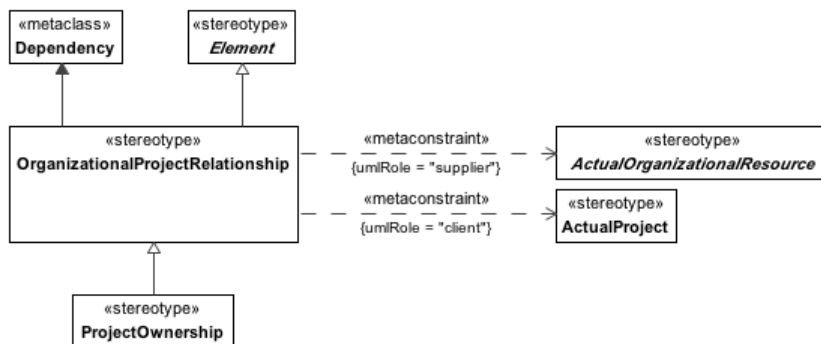 «metaclass»
Dependency
«stereotype»
Element
«stereotype»
OrganizationalProjectRelationship
«metaconstraint»
{umlRole = "supplier"}
«stereotype»
ActualOrganizationalResource
«metaconstraint»
{umlRole = "client"}
«stereotype»
ActualProject
«stereotype»
ProjectOwnership